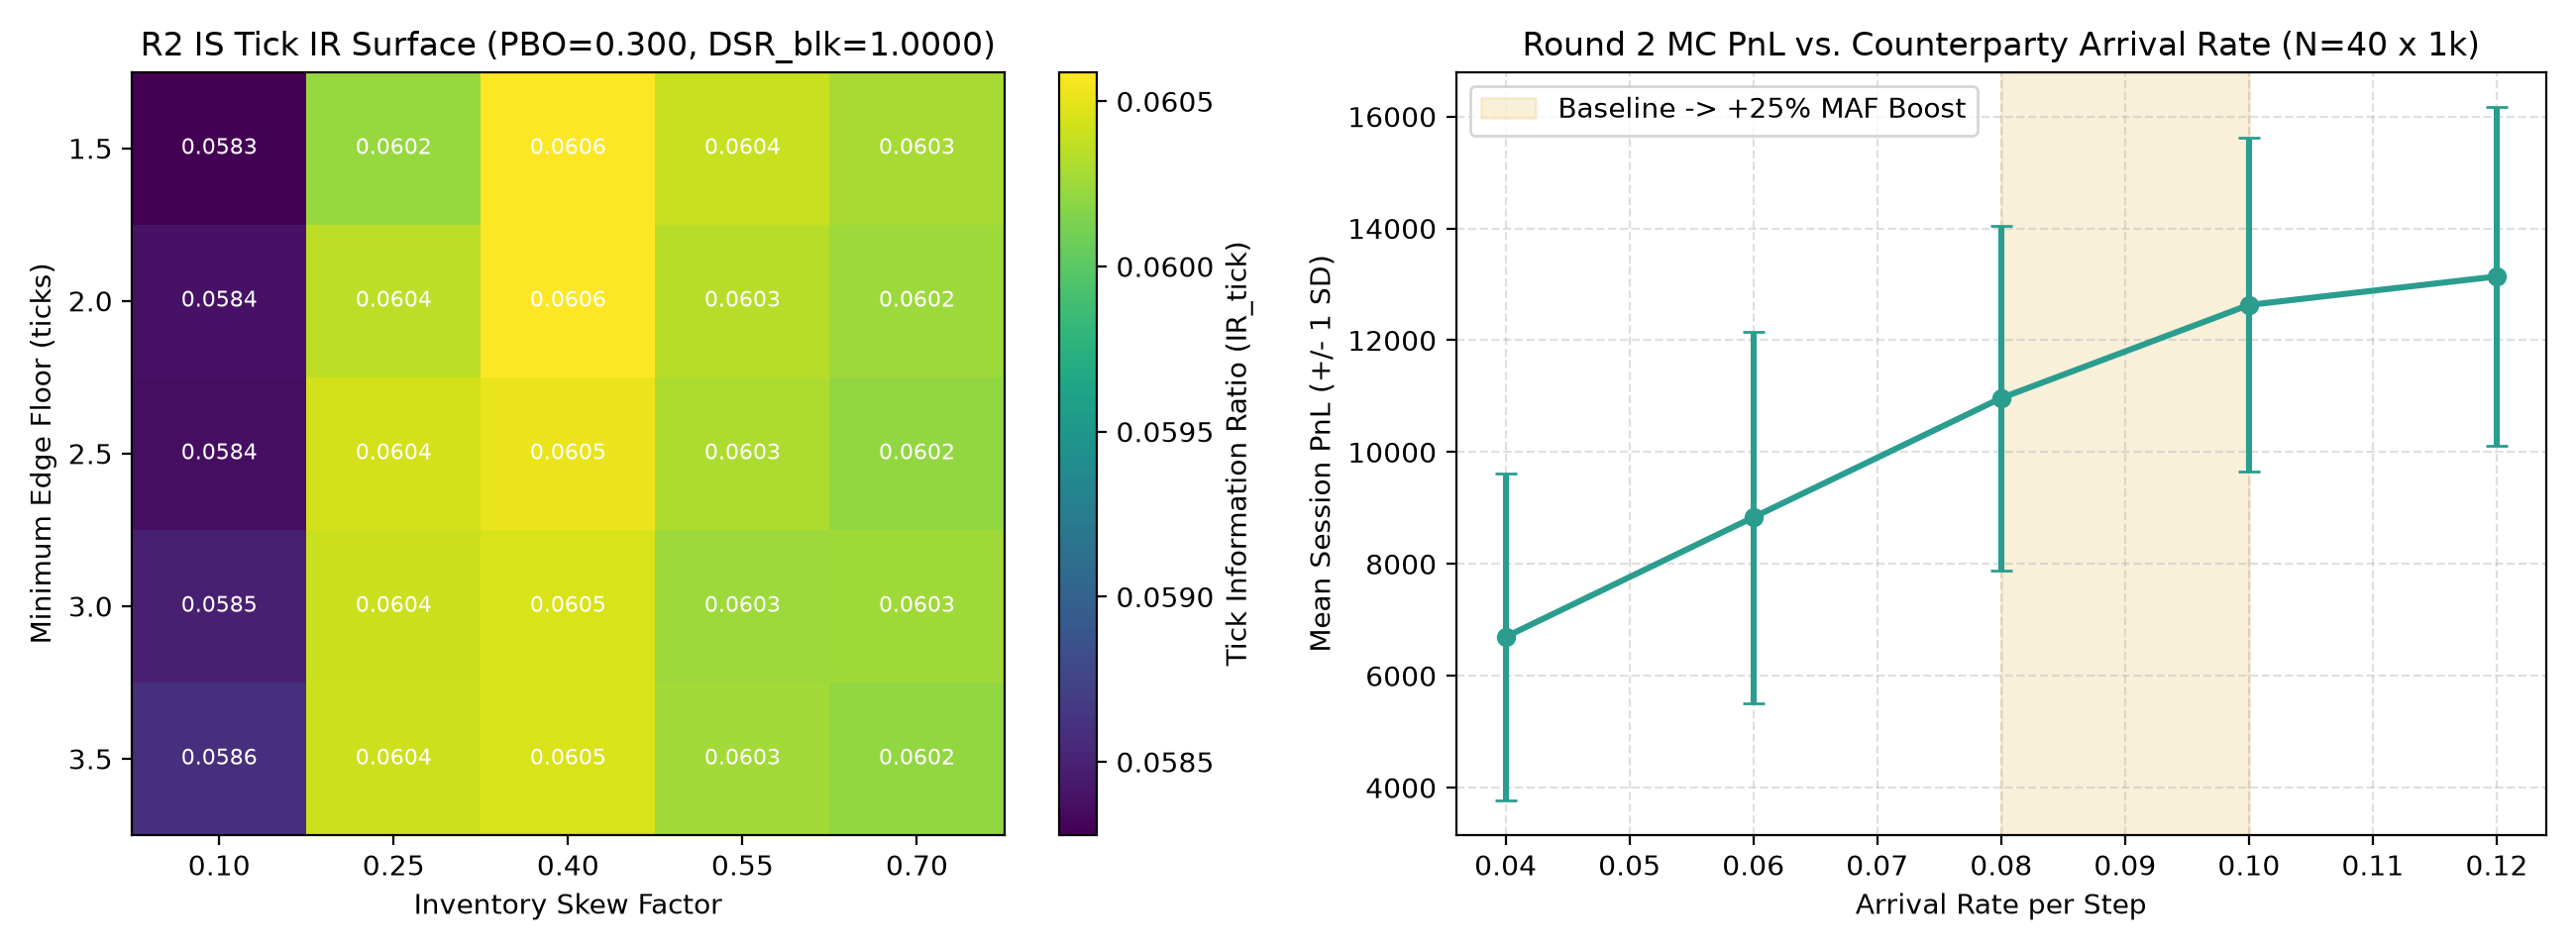 R2 IS Tick IR Surface (PBO=0.300, DSR_blk=1.0000)
Minimum Edge Floor (ticks)
1.5
2.0
2.5
3.0
3.5
0.0583 0.0602 0.0606 0.0604 0.0603
0.0584 0.0604 0.0606 0.0603 0.0602
0.0584 0.0604 0.0605 0.0603 0.0602
0.0585 0.0604 0.0605 0.0603 0.0603
0.0586 0.0604 0.0605 0.0603 0.0602
0.10 0.25 0.40 0.55 0.70
Inventory Skew Factor
0.0605
0.0600
0.0595
0.0590
0.0585
Tick Information Ratio (IR_tick)
Round 2 MC PnL vs. Counterparty Arrival Rate (N=40 x 1k)
Baseline -> +25% MAF Boost
Mean Session PnL (+/- 1 SD)
16000
14000
12000
10000
8000
6000
4000
0.04 0.05 0.06 0.07 0.08 0.09 0.10 0.11 0.12
Arrival Rate per Step